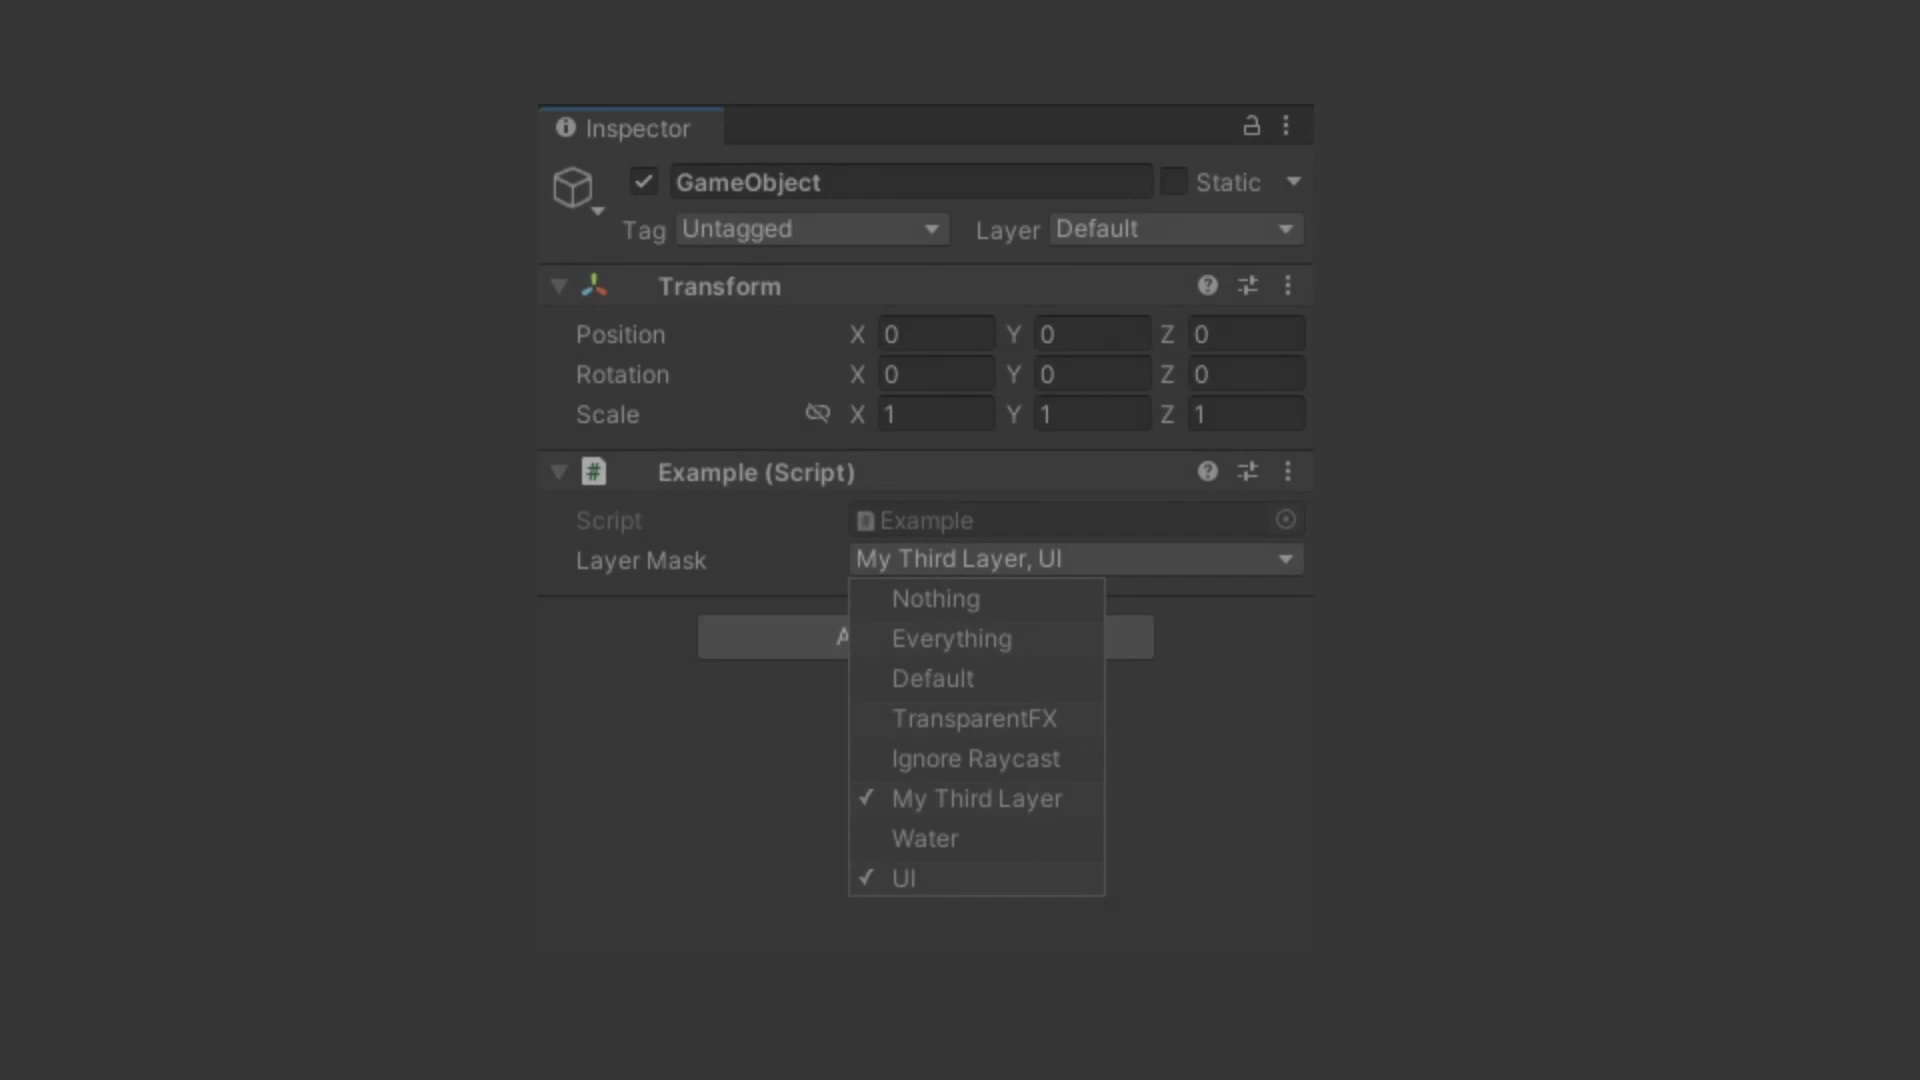 Inspector
GameObject Static
Tag Untagged Layer Default
Transform
Position X 0 Y 0 Z 0
Rotation X 0 Y 0 Z 0
Scale X 1 Y 1 Z 1
# Example (Script)
Script # Example
Layer Mask My Third Layer, UI
Nothing
Everything
Default
TransparentFX
Ignore Raycast
My Third Layer
Water
UI